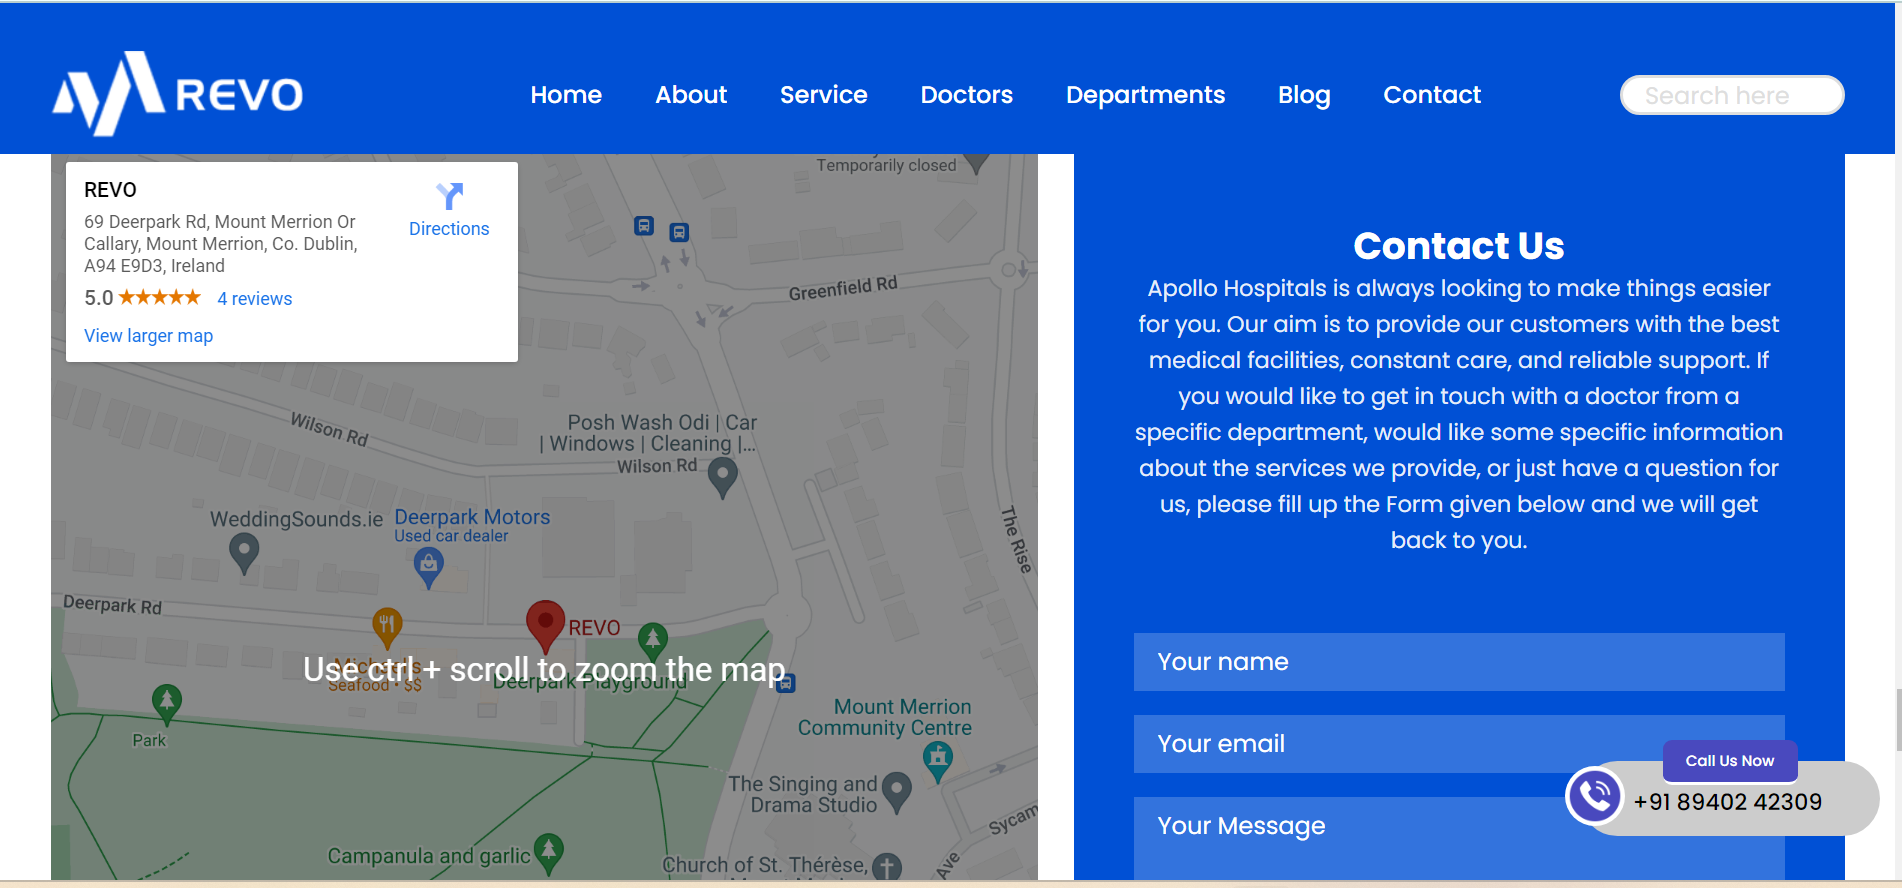 REVO
Home
About
Service
Doctors
Departments
Blog
Contact
Search here
REVO
69 Deerpark Rd, Mount Merrion Or
Callary, Mount Merrion, Co. Dublin,
A94 E9D3, Ireland
Directions
5.0
4 reviews
View larger map
Temporarily closed
Greenfield Rd
Wilson Rd
Posh Wash Odi | Car
| Windows | Cleaning |...
Wilson Rd
WeddingSounds.ie
Deerpark Motors
Used car dealer
The Rise
Deerpark Rd
REVO
Use ctrl + scroll to zoom the map
Michael's
Seafood • $$
Deerpark Playground
Park
Mount Merrion
Community Centre
The Singing and
Drama Studio
Sycam
Ave
Campanula and garlic
Church of St. Thérèse,
Contact Us
Apollo Hospitals is always looking to make things easier
for you. Our aim is to provide our customers with the best
medical facilities, constant care, and reliable support. If
you would like to get in touch with a doctor from a
specific department, would like some specific information
about the services we provide, or just have a question for
us, please fill up the Form given below and we will get
back to you.
Your name
Your email
Your Message
Call Us Now
+91 89402 42309